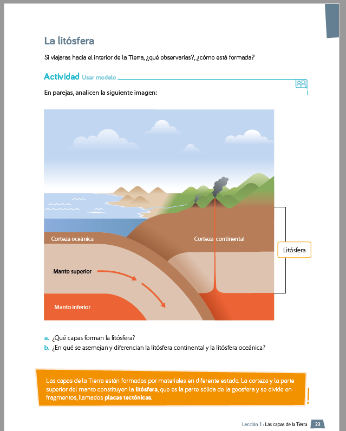 La litósfera
Si viajeras hacia el interior de la Tierra, ¿qué observarías?, ¿cómo está formada?
Actividad Usar modelo
En parejas, analicen la siguiente imagen:
Corteza oceánica
Corteza continental
Litósfera
Manto superior
Manto inferior
a. ¿Qué capas forman la litósfera?
b. ¿En qué se asemejan y diferencian la litósfera continental y la litósfera oceánica?
Las capas de la Tierra están formadas por materiales en diferente estado. La corteza y la parte
superior del manto constituyen la litósfera, que es la parte sólida de la geosfera y se divide en
fragmentos, llamados placas tectónicas.
Lección 1 • Las capas de la Tierra 23